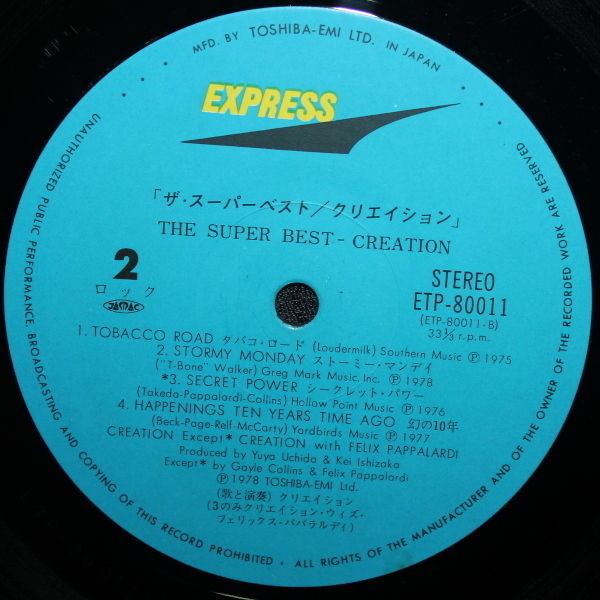 MFD. BY TOSHIBA-EMI LTD. IN JAPAN
EXPRESS
「ザ・スーパーベスト/クリエイション」
THE SUPER BEST - CREATION
2
ロック
JASRAC
STEREO
ETP-80011
(ETP-80011-B)
33⅓ r.p.m.
1. TOBACCO ROAD タバコ・ロード (Loudermilk) Southern Music Ⓟ 1975
2. STORMY MONDAY ストーミー・マンデイ
("T-Bone" Walker) Greg Mark Music, Inc. Ⓟ 1978
*3. SECRET POWER シークレット・パワー
(Takeda-Pappalardi-Collins) Hollow Point Music Ⓟ 1976
4. HAPPENINGS TEN YEARS TIME AGO 幻の10年
(Beck-Page-Relf-McCarty) Yardbirds Music Ⓟ 1977
CREATION Except* CREATION with FELIX PAPPALARDI
Produced by Yuya Uchida & Kei Ishizaka
Except* by Gayle Collins & Felix Pappalardi
Ⓟ 1978 TOSHIBA-EMI LTD.
(歌と演奏) クリエイション
(3のみクリエイション・ウィズ・
フェリックス・パパラルディ)
UNAUTHORIZED PUBLIC PERFORMANCE, BROADCASTING AND COPYING OF THIS RECORD PROHIBITED • ALL RIGHTS OF THE MANUFACTURER AND OF THE OWNER OF THE RECORDED WORK ARE RESERVED